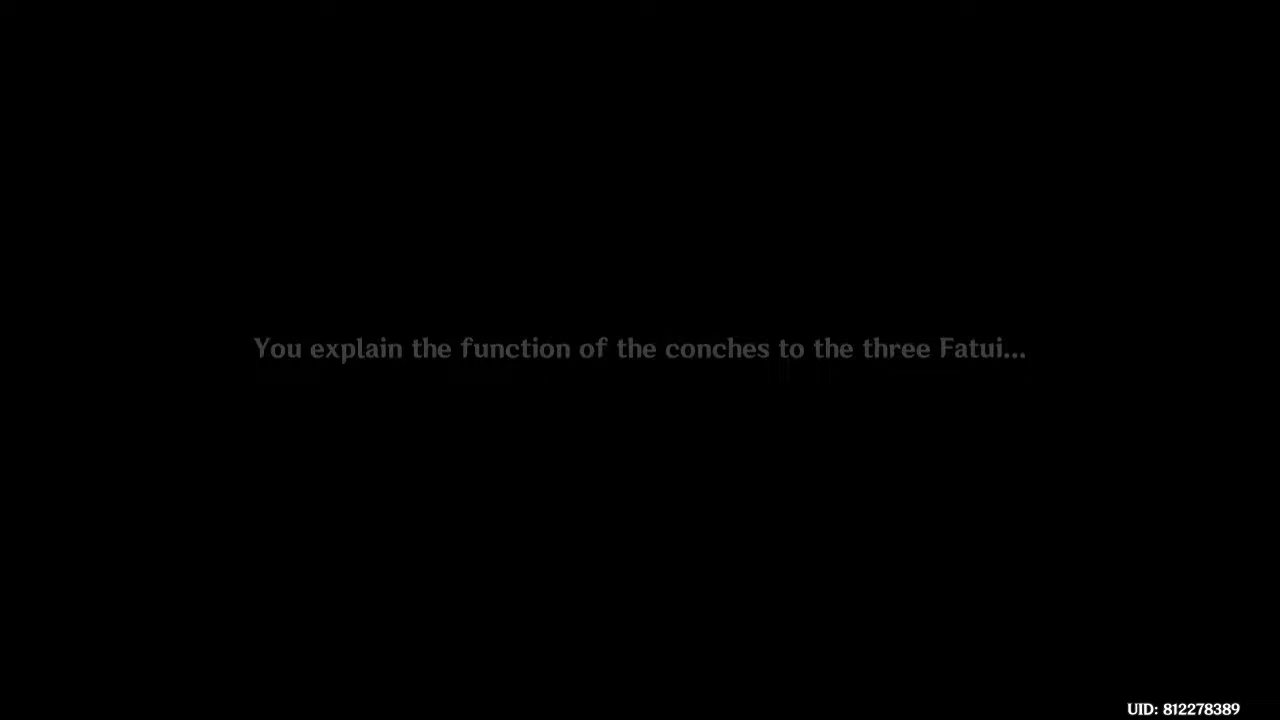 You explain the function of the conches to the three Fatui...
UID: 812278389